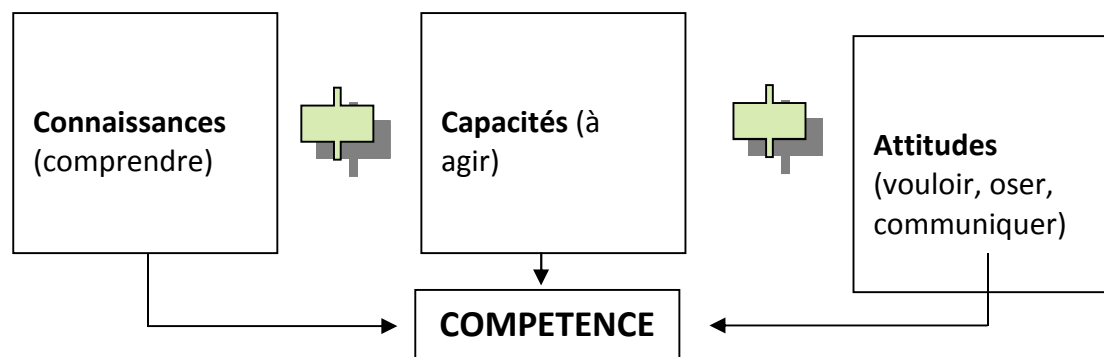 Connaissances
(comprendre)
Capacités (à
agir)
Attitudes
(vouloir, oser,
communiquer)
COMPETENCE